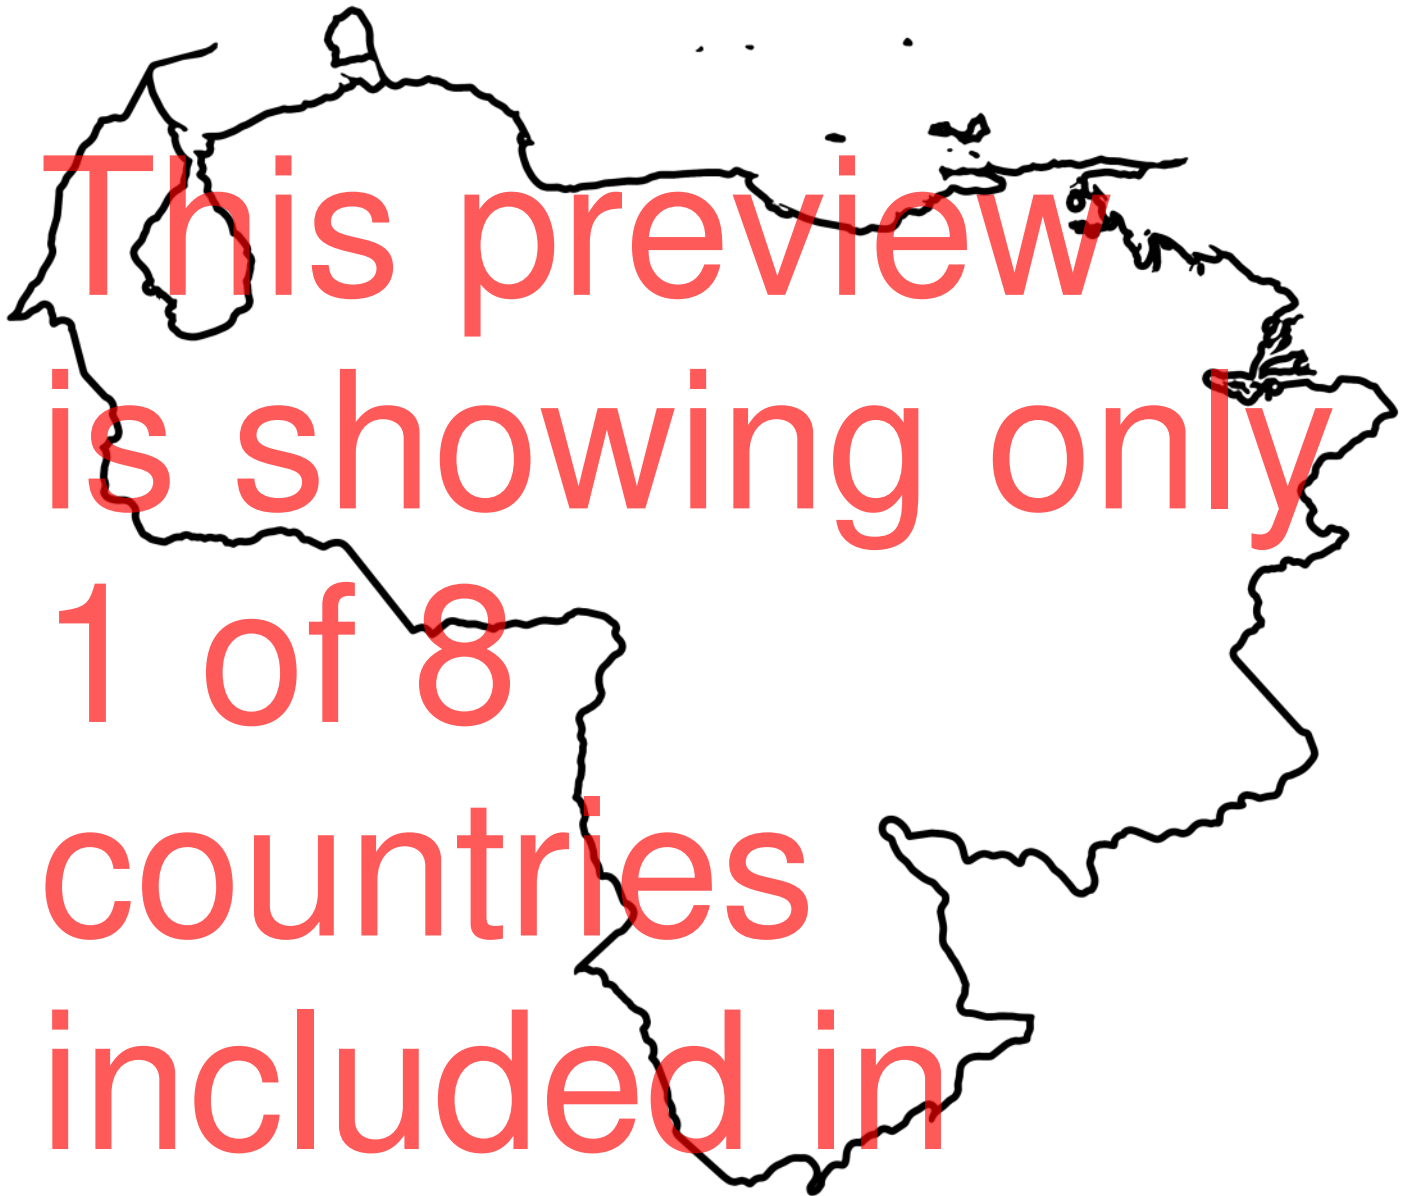 This preview
is showing only
1 of 8
countries
included in